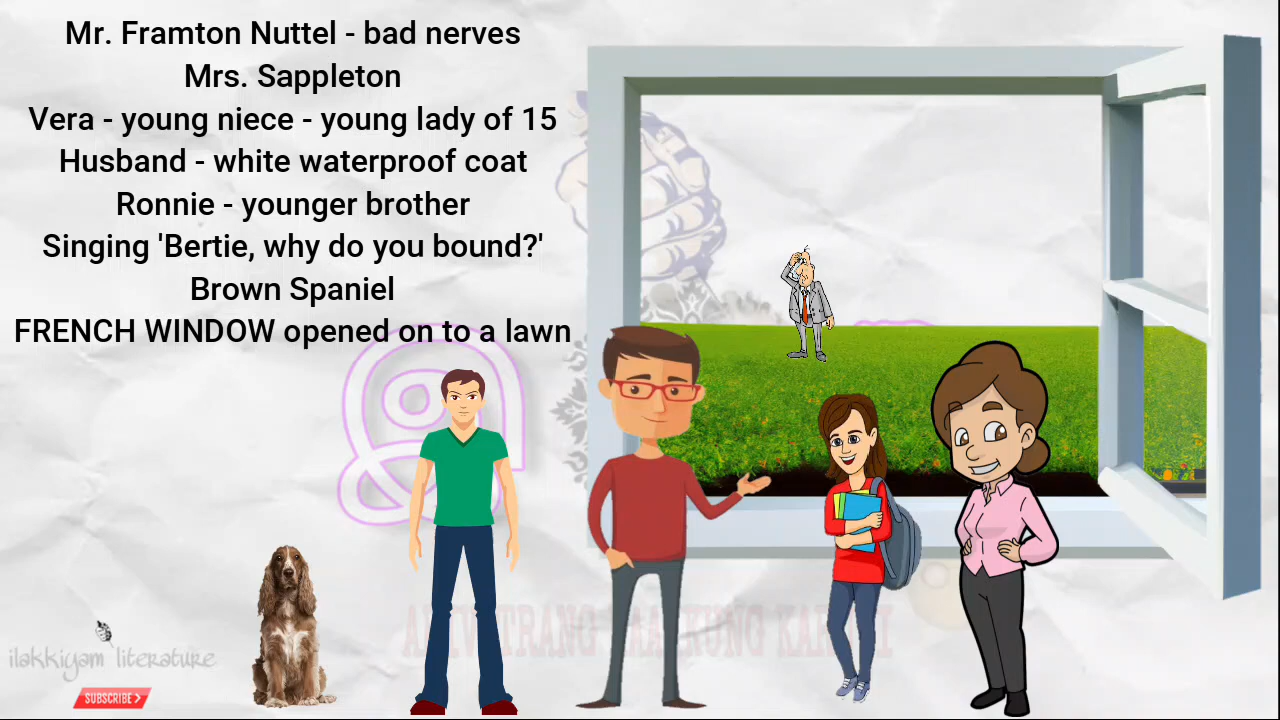 Mr. Framton Nuttel - bad nerves
Mrs. Sappleton
Vera - young niece - young lady of 15
Husband - white waterproof coat
Ronnie - younger brother
Singing 'Bertie, why do you bound?'
Brown Spaniel
FRENCH WINDOW opened on to a lawn
இ
ilakkiyam literature
SUBSCRIBE >